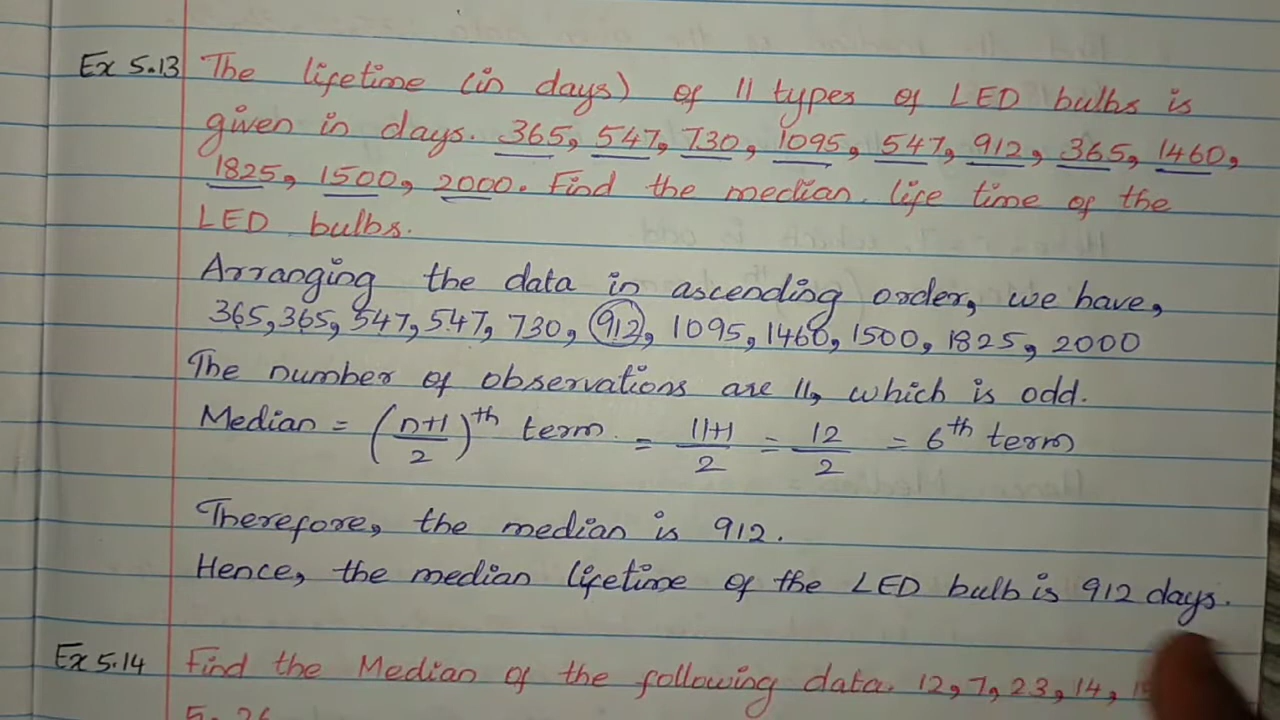 Ex 5.13 The lifetime (in days) of 11 types of LED bulbs is
given in days. 365, 547, 730, 1095, 547, 912, 365, 1460,
1825, 1500, 2000. Find the median life time of the
LED bulbs.
Arranging the data in ascending order, we have,
365, 365, 547, 547, 730, 912, 1095, 1460, 1500, 1825, 2000
The number of observations are 11, which is odd.
Median = (n+1/2)th term = 11+1/2 = 12/2 = 6th term
Therefore, the median is 912.
Hence, the median lifetime of the LED bulb is 912 days.
Ex 5.14 Find the Median of the following data. 12, 7, 23, 14,